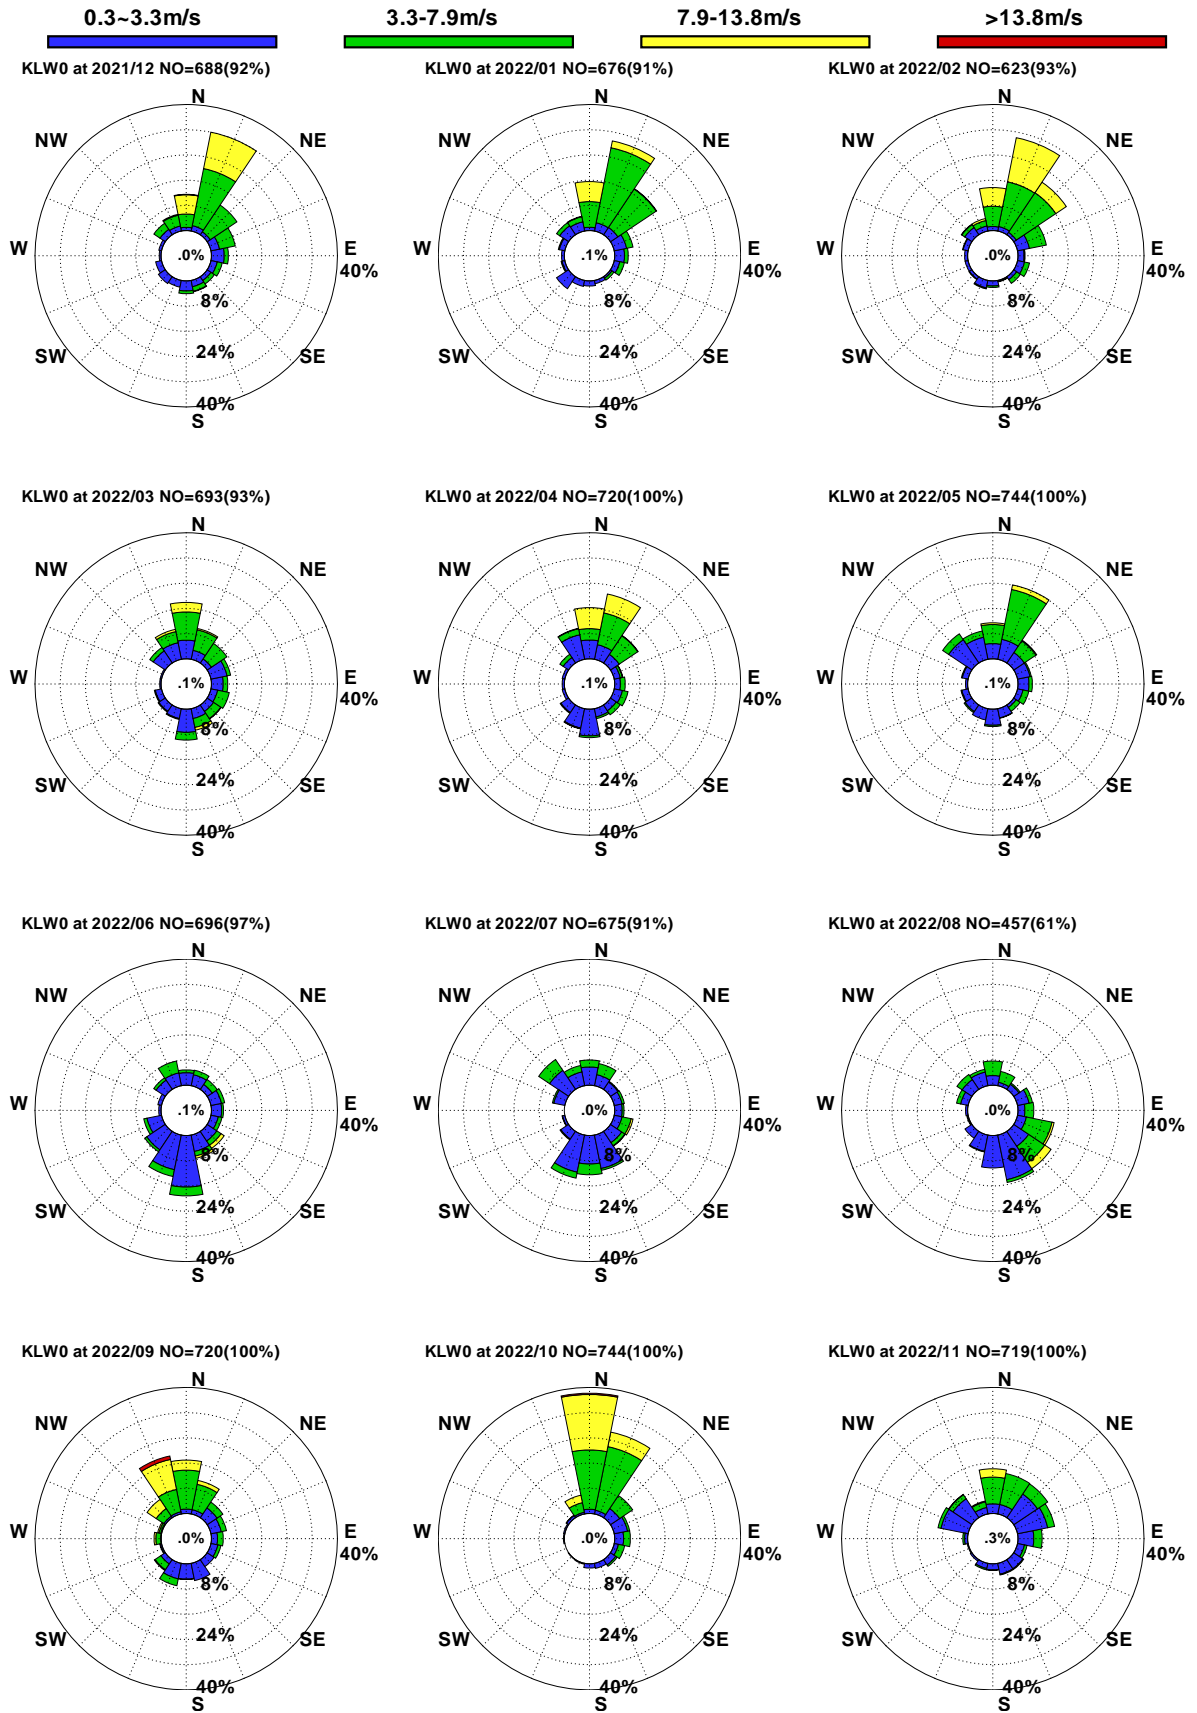 0.3~3.3m/s 3.3-7.9m/s 7.9-13.8m/s >13.8m/s
KLW0 at 2021/12 NO=688(92%) KLW0 at 2022/01 NO=676(91%) KLW0 at 2022/02 NO=623(93%)
N N N
NW NE NW NE NW NE
W .0% E W .1% E W .0% E
40% 40% 40%
8% 8% 8%
SW 24% SE SW 24% SE SW 24% SE
40% 40% 40%
S S S
KLW0 at 2022/03 NO=693(93%) KLW0 at 2022/04 NO=720(100%) KLW0 at 2022/05 NO=744(100%)
N N N
NW NE NW NE NW NE
W .1% E W .1% E W .1% E
40% 40% 40%
8% 8% 8%
SW 24% SE SW 24% SE SW 24% SE
40% 40% 40%
S S S
KLW0 at 2022/06 NO=696(97%) KLW0 at 2022/07 NO=675(91%) KLW0 at 2022/08 NO=457(61%)
N N N
NW NE NW NE NW NE
W .1% E W .0% E W .0% E
40% 40% 40%
8% 8% 8%
SW 24% SE SW 24% SE SW 24% SE
40% 40% 40%
S S S
KLW0 at 2022/09 NO=720(100%) KLW0 at 2022/10 NO=744(100%) KLW0 at 2022/11 NO=719(100%)
N N N
NW NE NW NE NW NE
W .0% E W .0% E W .3% E
40% 40% 40%
8% 8% 8%
SW 24% SE SW 24% SE SW 24% SE
40% 40% 40%
S S S